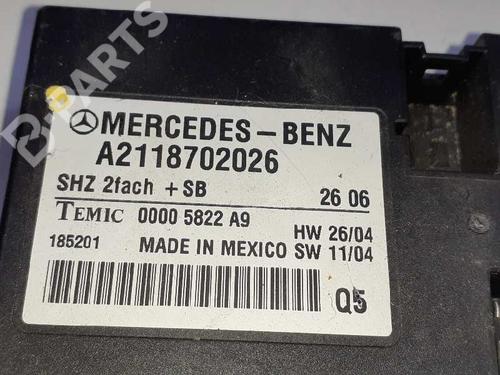 B-PARTS
MERCEDES-BENZ
A2118702026
SHZ 2fach + SB 26 06
TEMIC 0000 5822 A9 HW 26/04
185201 MADE IN MEXICO SW 11/04
Q5